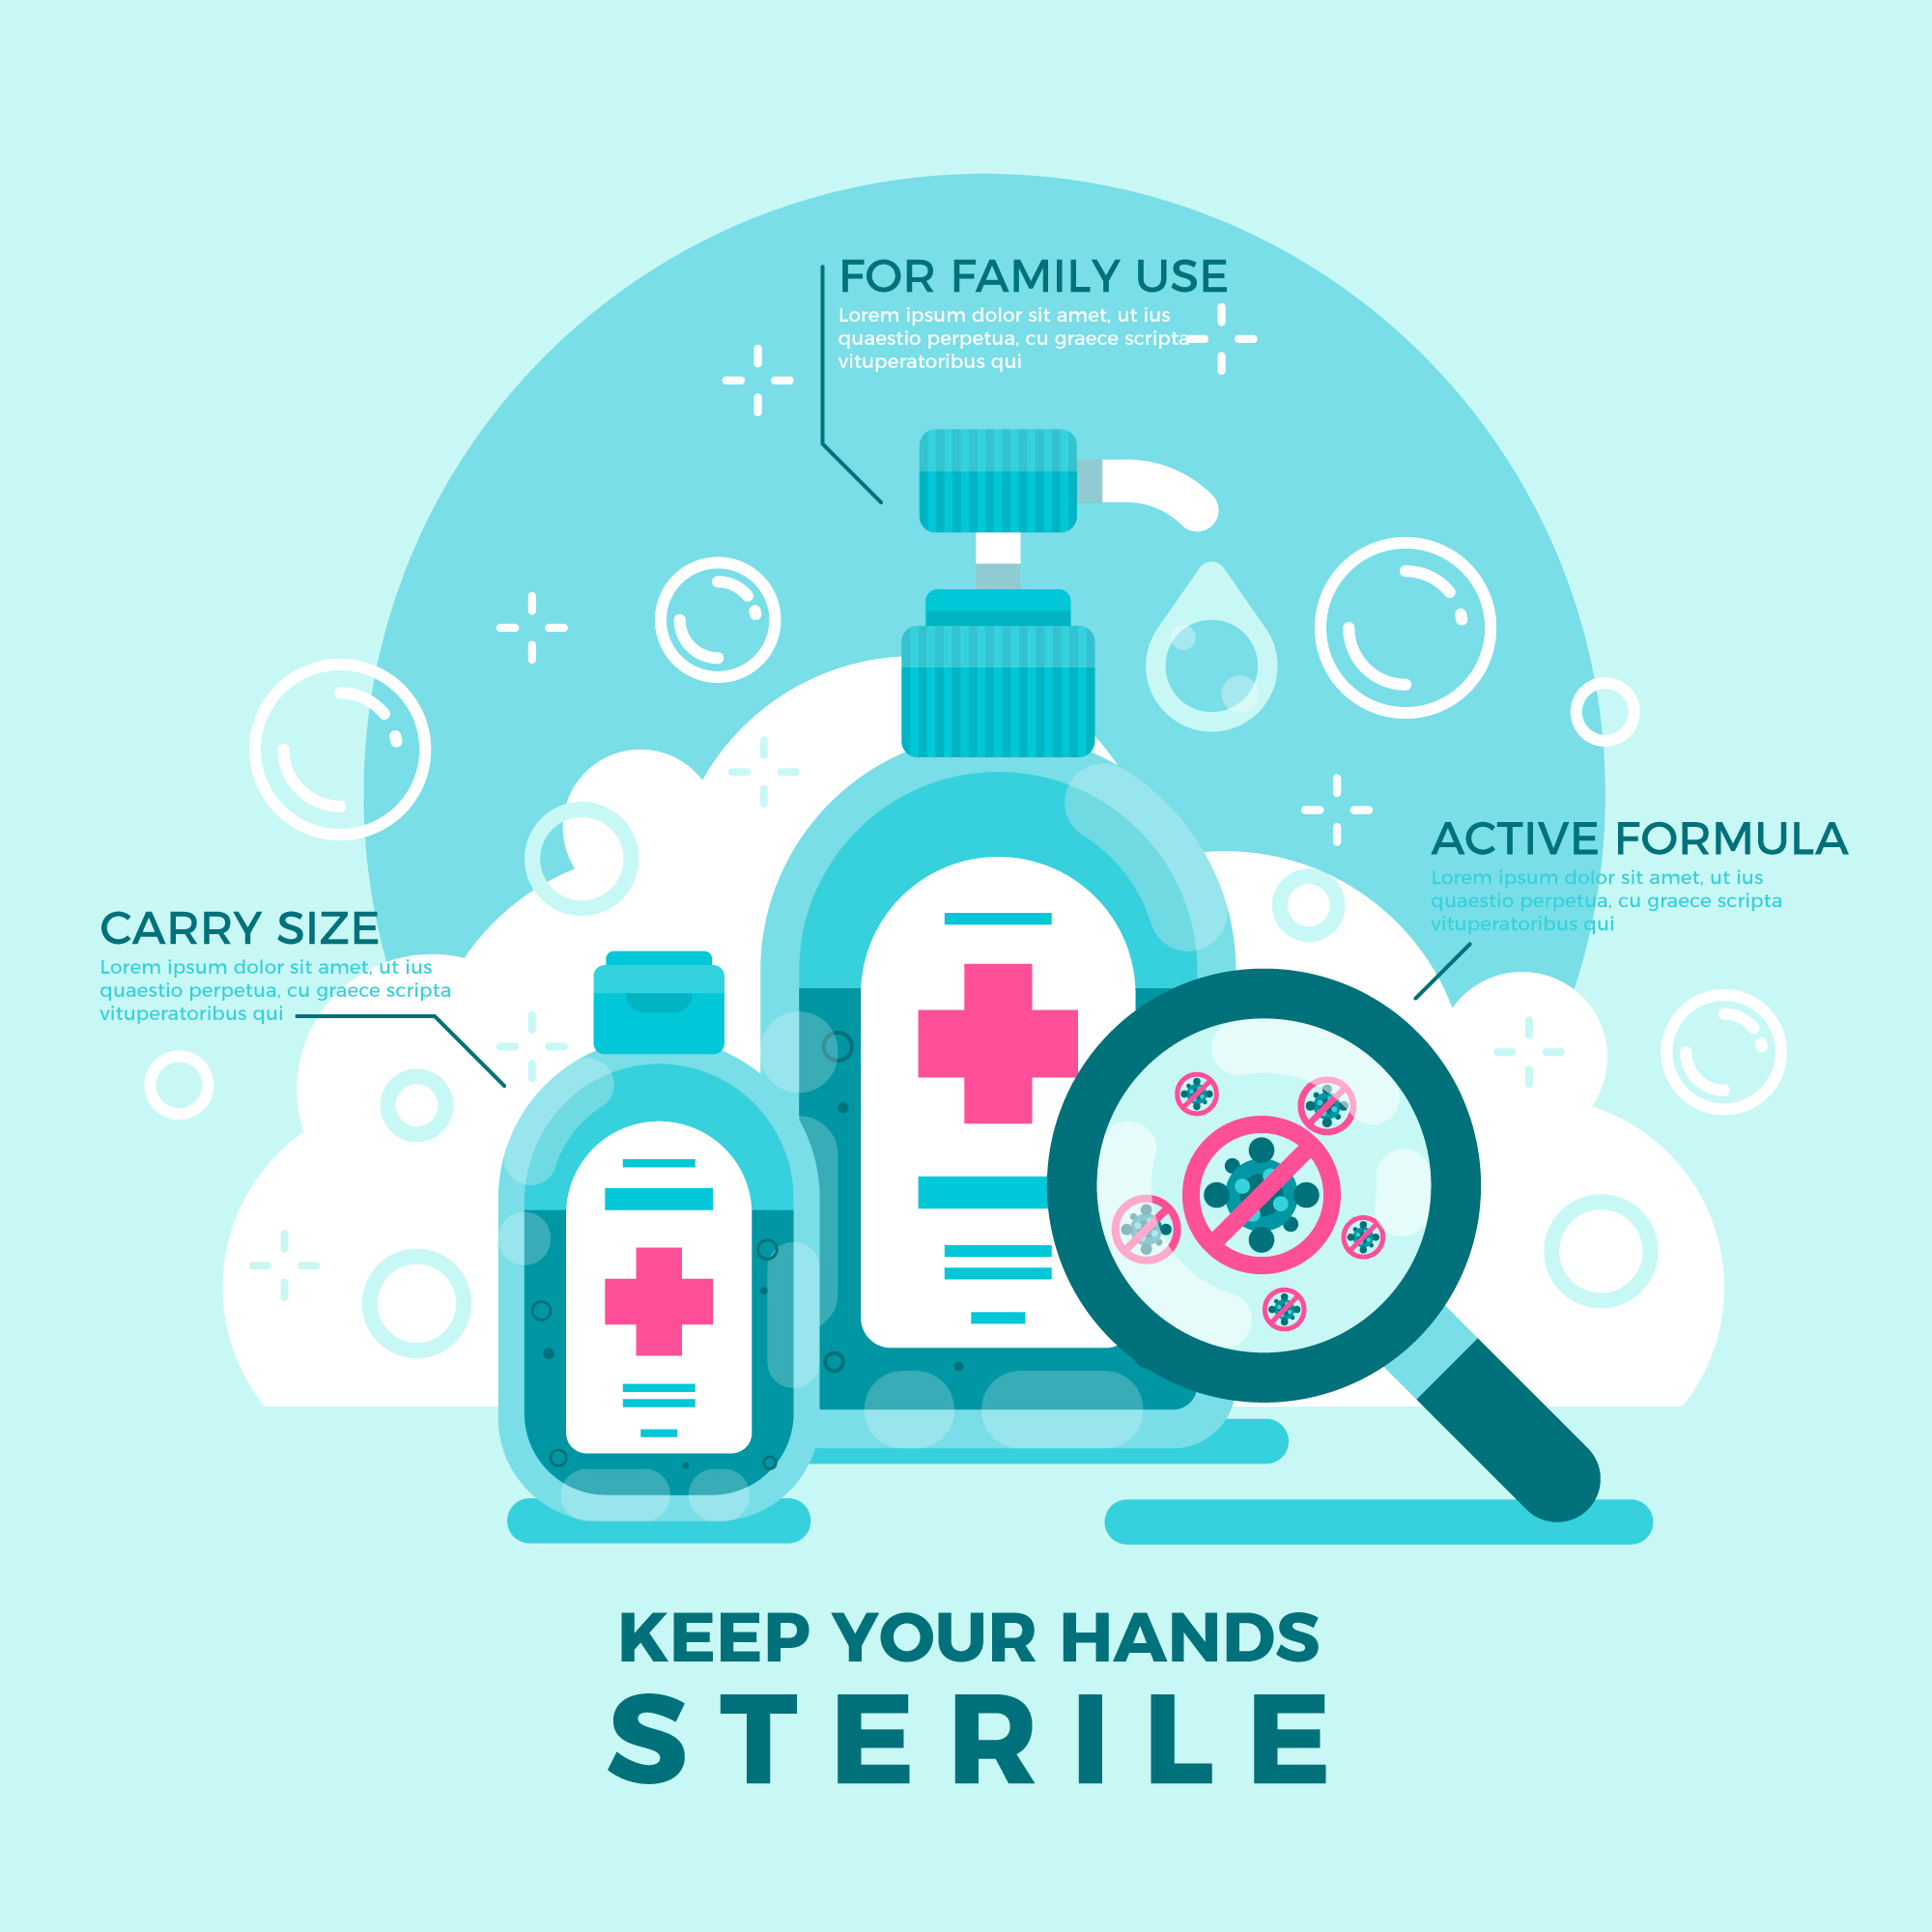 FOR FAMILY USE
Lorem ipsum dolor sit amet, ut ius
quaestio perpetua, cu graece scripta
vituperatoribus qui
ACTIVE FORMULA
Lorem ipsum dolor sit amet, ut ius
quaestio perpetua, cu graece scripta
vituperatoribus qui
CARRY SIZE
Lorem ipsum dolor sit amet, ut ius
quaestio perpetua, cu graece scripta
vituperatoribus qui
KEEP YOUR HANDS
STERILE